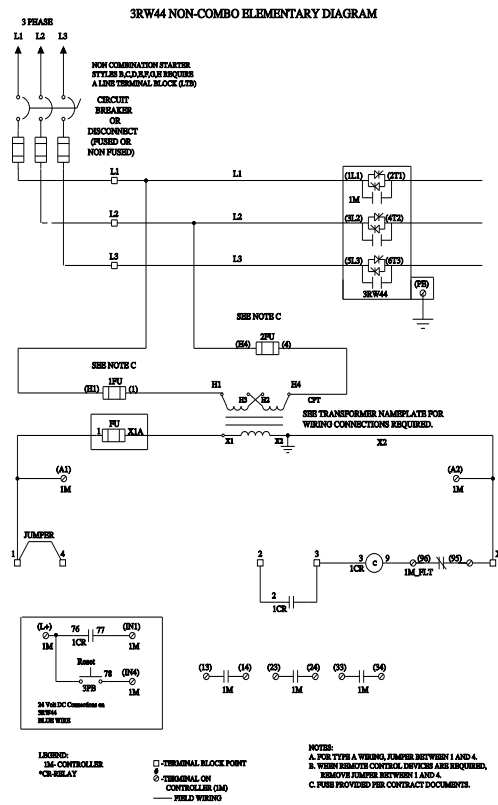 3RW44 NON-COMBO ELEMENTARY DIAGRAM
3 PHASE
L1 L2 L3
NON COMBINATION STARTER
STYLES B,C,D,E,F,G,H REQUIRE
A LINE TERMINAL BLOCK (LTB)
CIRCUIT
BREAKER
OR
DISCONNECT
(FUSED OR
NON FUSED)
L1 L1 (1L1) (2T1)
1M
L2 L2 (3L2) (4T2)
L3 L3 (5L3) (6T3)
3RW44
(PE)
SEE NOTE C
2FU
(H4) (4)
SEE NOTE C
1FU
(H1) (1)
H1 H3 H2 H4
CPT
SEE TRANSFORMER NAMEPLATE FOR
WIRING CONNECTIONS REQUIRED.
FU
1 X1A
X1 X2 X2
(A1)
1M
(A2)
1M
JUMPER
1 4 2 3 3 9 (96) (95)
C
1CR 1M_FLT
2
1CR
(L+) 76 77 (IN1)
1M 1CR 1M
Reset
78 (IN4)
3PB 1M
24 Volt DC Connections on
3RW44
BLUE WIRE
(13) (14) (23) (24) (33) (34)
1M 1M 1M
LEGEND:
1M- CONTROLLER
*CR-RELAY
-TERMINAL BLOCK POINT
#
-TERMINAL ON
CONTROLLER (1M)
FIELD WIRING
NOTES:
A. FOR TYPE A WIRING, JUMPER BETWEEN 1 AND 4.
B. WHEN REMOTE CONTROL DEVICES ARE REQUIRED,
REMOVE JUMPER BETWEEN 1 AND 4.
C. FUSE PROVIDED PER CONTRACT DOCUMENTS.